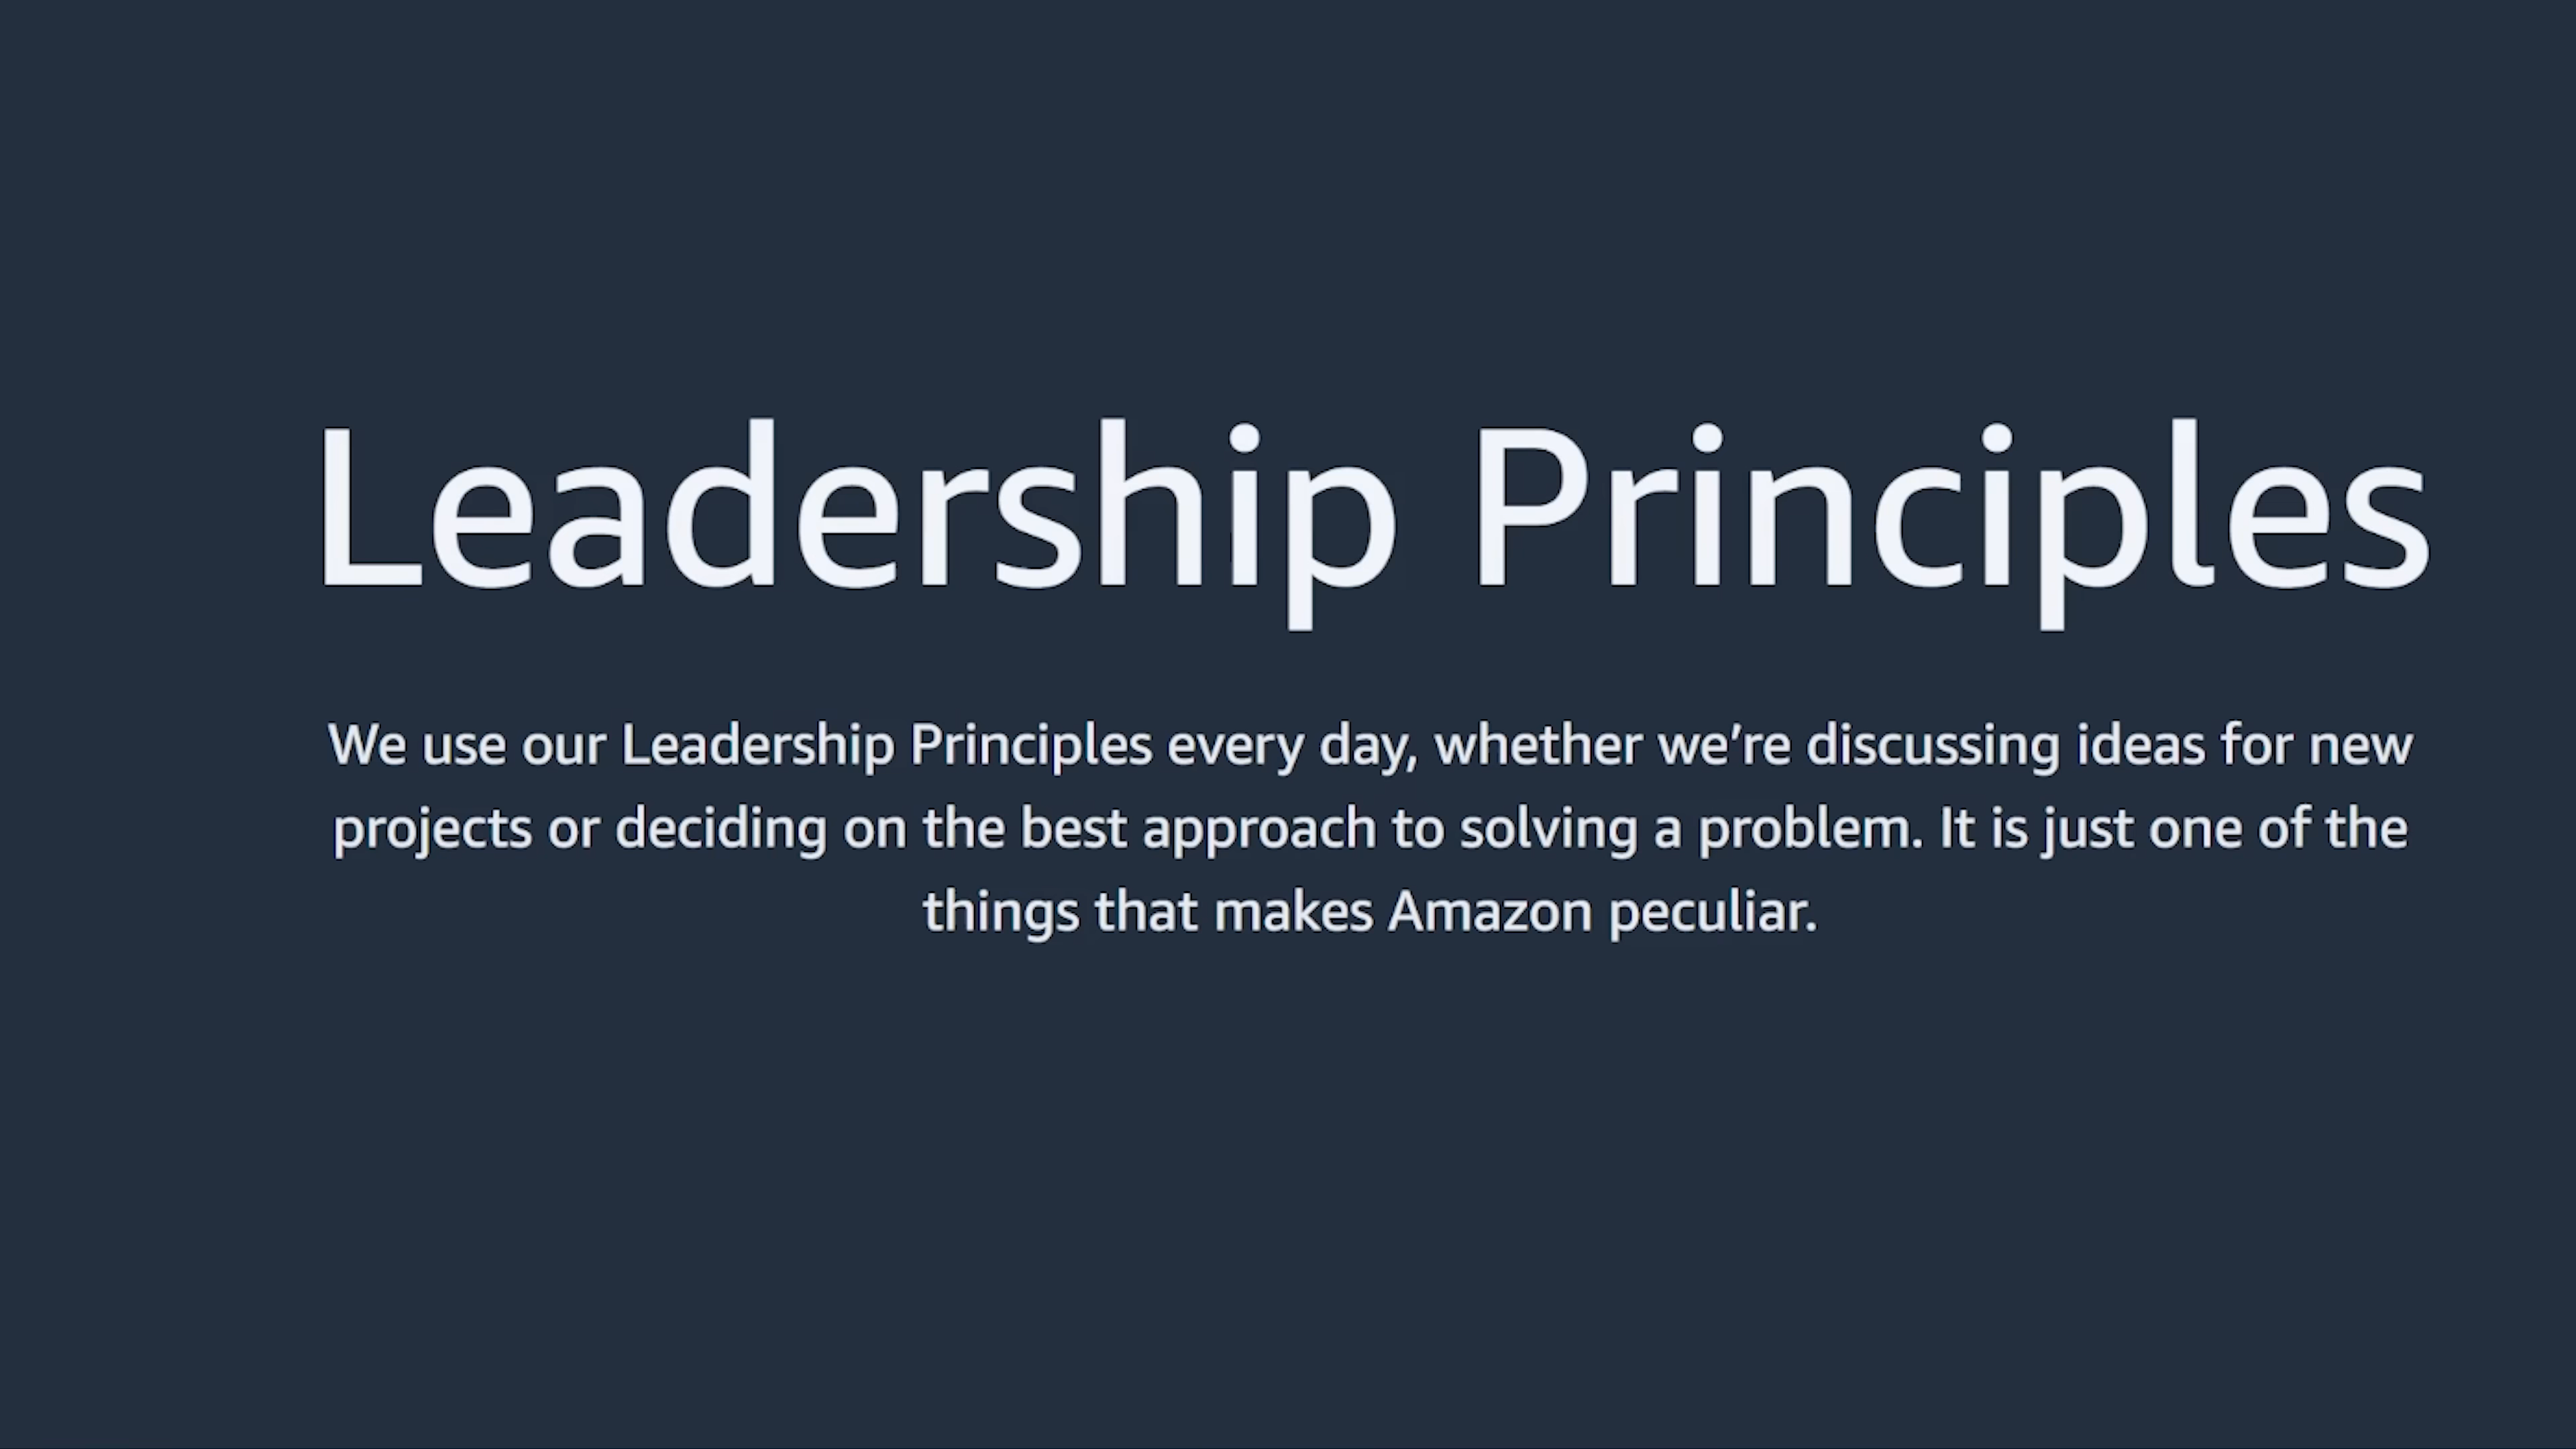 Leadership Principles
We use our Leadership Principles every day, whether we’re discussing ideas for new
projects or deciding on the best approach to solving a problem. It is just one of the
things that makes Amazon peculiar.